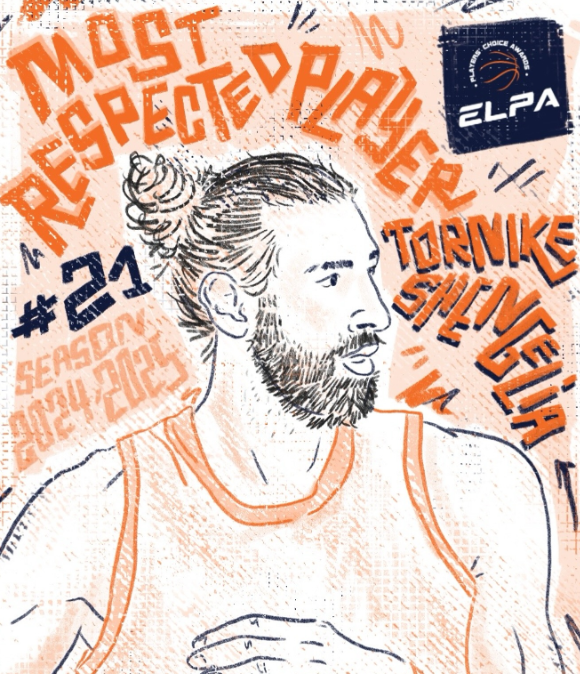 MOST
RESPECTED PLAYER
PLAYERS' CHOICE AWARDS
ELPA
TORNIKE
SHENGELIA
#21
SEASON
2024-2025